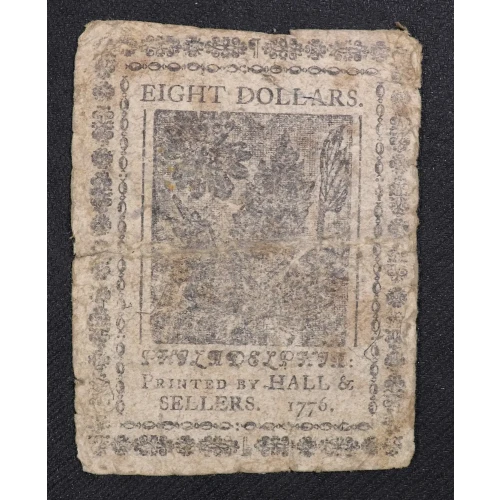 EIGHT DOLLARS.
PHILADELPHIA:
PRINTED BY HALL &
SELLERS. 1776.